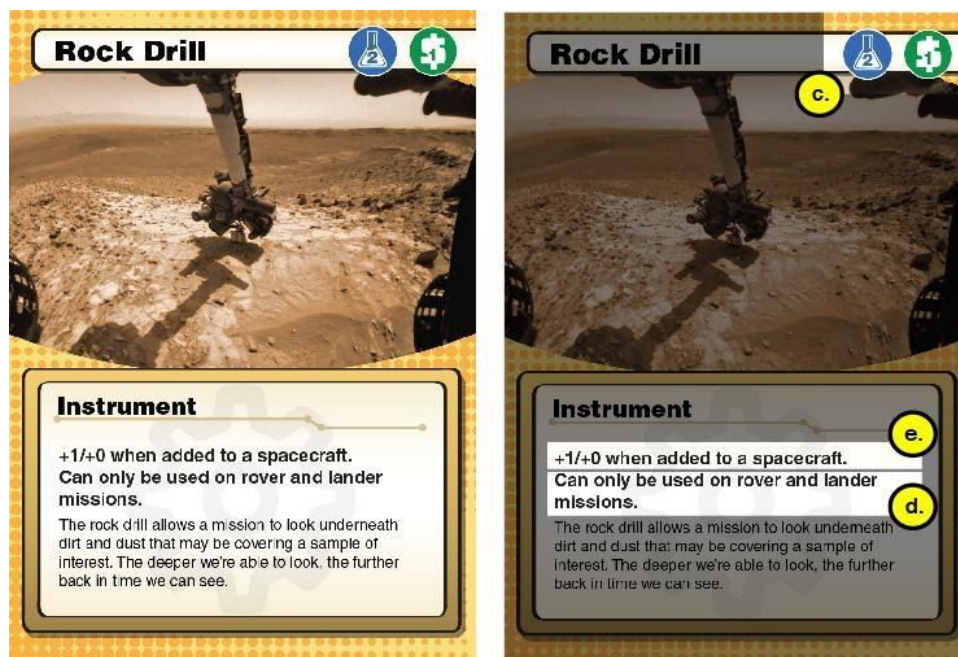 Rock Drill
2
-1
Instrument
+1/+0 when added to a spacecraft.
Can only be used on rover and lander
missions.
The rock drill allows a mission to look underneath
dirt and dust that may be covering a sample of
interest. The deeper we're able to look, the further
back in time we can see.
Rock Drill
2
-1
c.
Instrument
e.
+1/+0 when added to a spacecraft.
Can only be used on rover and lander
missions.
d.
The rock drill allows a mission to look underneath
dirt and dust that may be covering a sample of
interest. The deeper we're able to look, the further
back in time we can see.